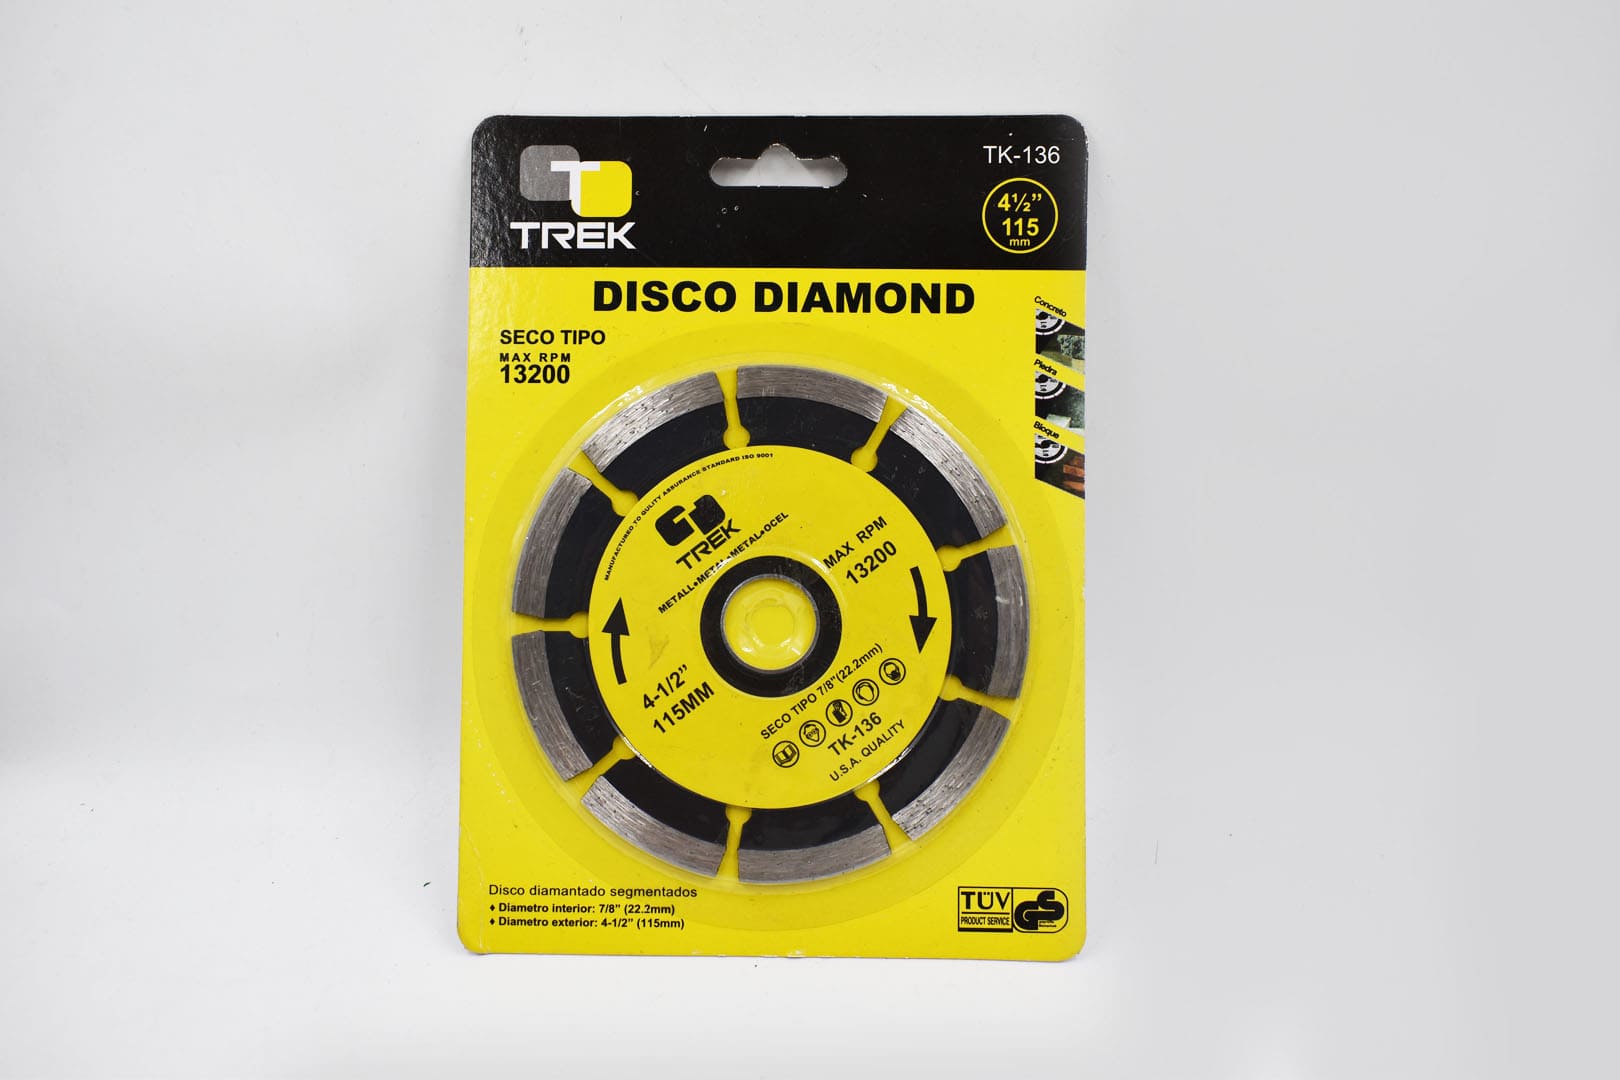 TREK
TK-136
4½”
115
mm
DISCO DIAMOND
SECO TIPO
MAX RPM
13200
Concreto
Piedra
Bloque
MANUFACTURED TO QULITY ASSURANCE STANDARD ISO 9001
TREK
METALL♦METAL♦METAL♦OCEL
MAX RPM
13200
4-1/2”
115MM
SECO TIPO 7/8"(22.2mm)
TK-136
U.S.A. QUALITY
Disco diamantado segmentados
♦ Diametro interior: 7/8” (22.2mm)
♦ Diametro exterior: 4-1/2” (115mm)
TÜV
PRODUCT SERVICE
GS